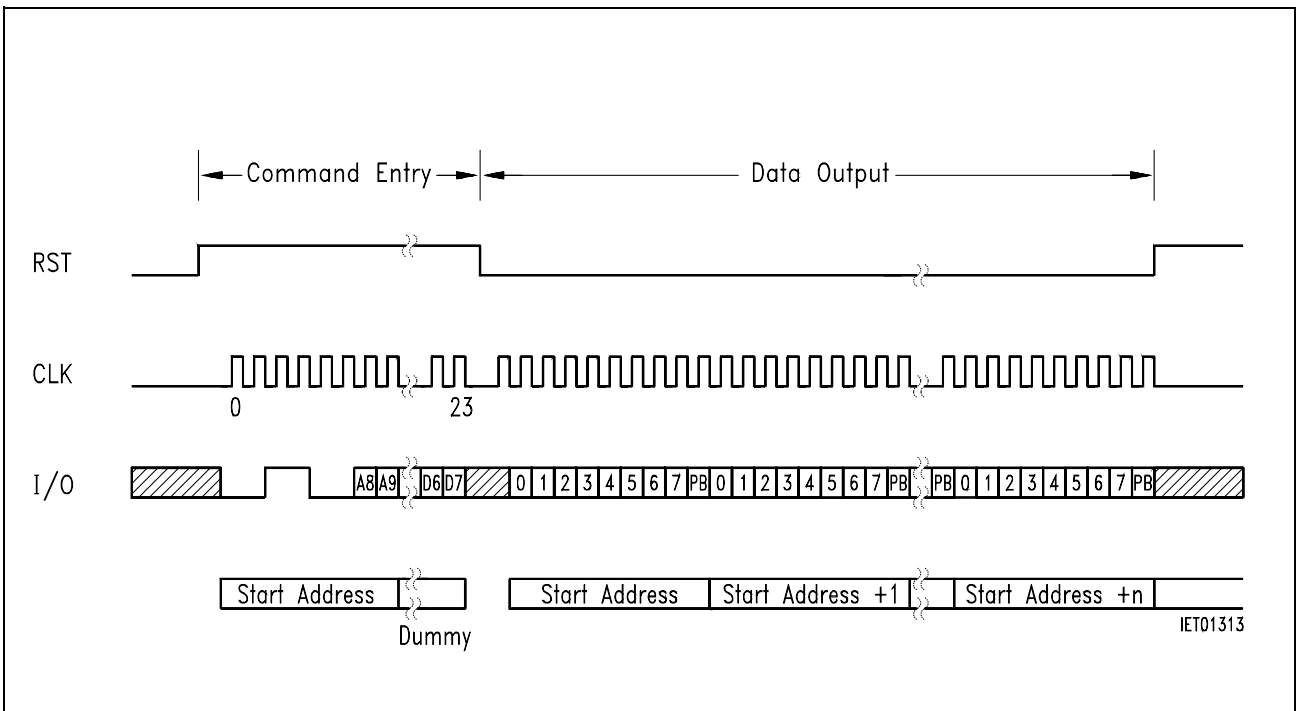 Command Entry Data Output
RST
CLK
0 23
I/O A8 A9 D6 D7 0 1 2 3 4 5 6 7 PB 0 1 2 3 4 5 6 7 PB PB 0 1 2 3 4 5 6 7 PB
Start Address Start Address Start Address +1 Start Address +n
Dummy IET01313